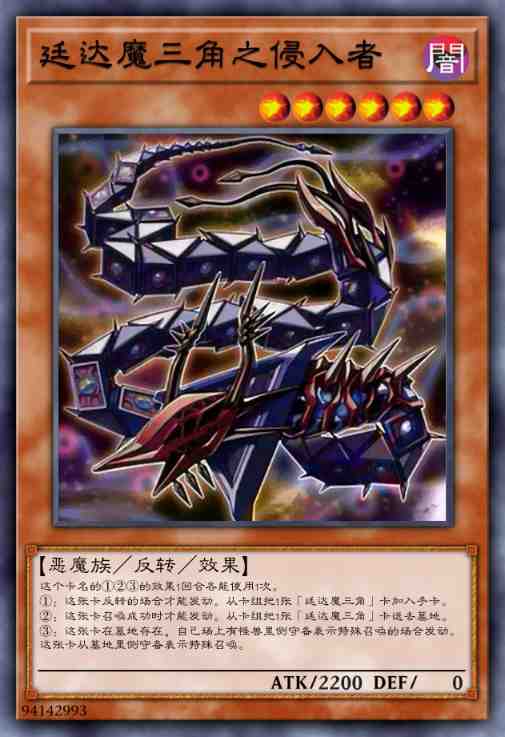 廷达魔三角之侵入者
闇
【恶魔族／反转／效果】
这个卡名的①②③的效果1回合各能使用1次。
①：这张卡反转的场合才能发动。从卡组把1张「廷达魔三角」卡加入手卡。
②：这张卡召唤成功时才能发动。从卡组把1张「廷达魔三角」卡送去墓地。
③：这张卡在墓地存在，自己场上有怪兽里侧守备表示特殊召唤的场合发动。
这张卡从墓地里侧守备表示特殊召唤。
ATK/2200 DEF/ 0
94142993